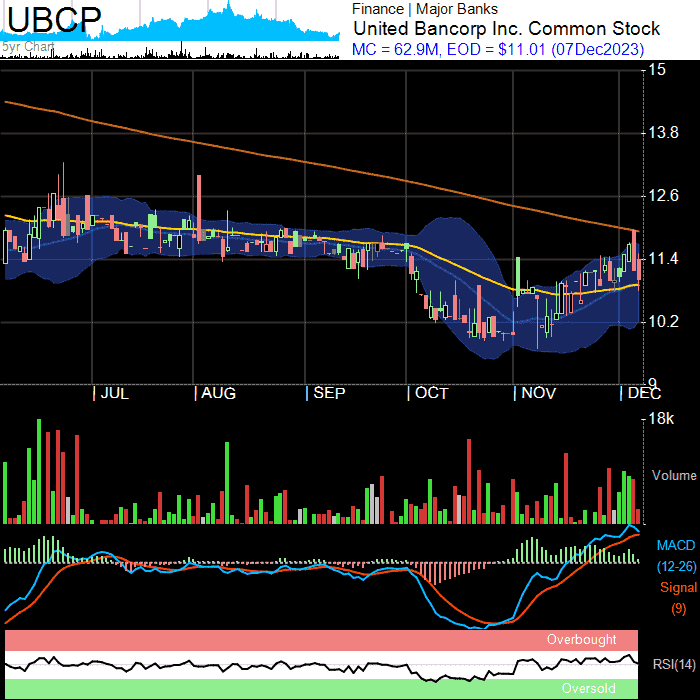 UBCP
5yr Chart
Finance | Major Banks
United Bancorp Inc. Common Stock
MC = 62.9M, EOD = $11.01 (07Dec2023)
15
13.8
12.6
11.4
10.2
9
JUL
AUG
SEP
OCT
NOV
DEC
18k
Volume
MACD
(12-26)
Signal
(9)
Overbought
RSI(14)
Oversold